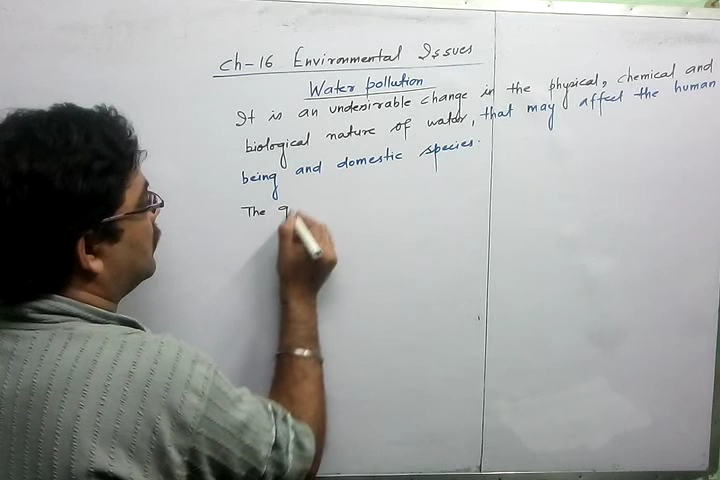 Ch-16 Environmental Issues
Water pollution
It is an undesirable change in the physical, chemical and
biological nature of water, that may affect the human
being and domestic species.
The q